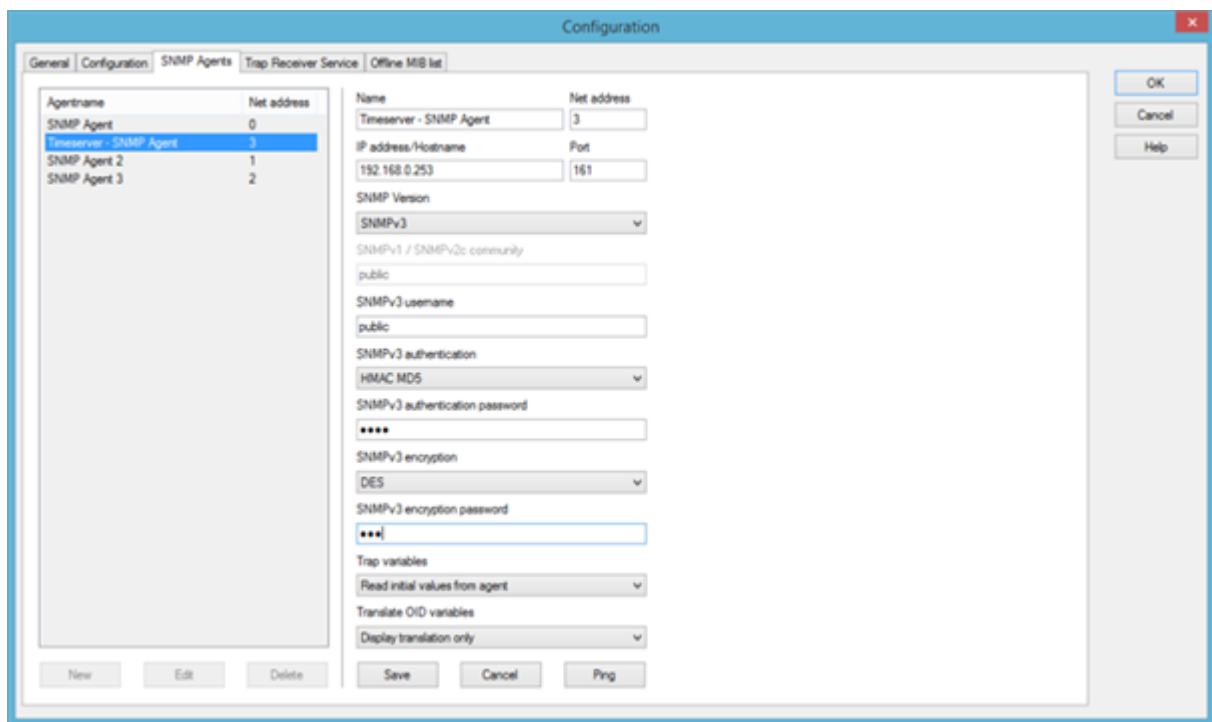 Configuration
General Configuration SNMP Agents Trap Receiver Service Offline MIB list
Agentname Net address
SNMP Agent 0
Timeserver - SNMP Agent 3
SNMP Agent 2 1
SNMP Agent 3 2
New Edit Delete
Name Net address
Timeserver - SNMP Agent 3
IP address/Hostname Port
192.168.0.253 161
SNMP Version
SNMPv3
SNMPv1 / SNMPv2c community
public
SNMPv3 username
public
SNMPv3 authentication
HMAC MD5
SNMPv3 authentication password
••••
SNMPv3 encryption
DES
SNMPv3 encryption password
•••
Trap variables
Read initial values from agent
Translate OID variables
Display translation only
Save Cancel Ping
OK
Cancel
Help